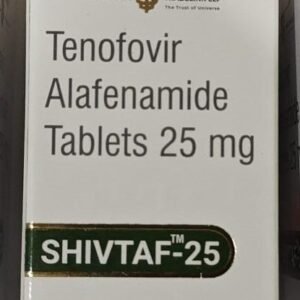 The Trust of Universe
Tenofovir
Alafenamide
Tablets 25 mg
SHIVTAF™-25